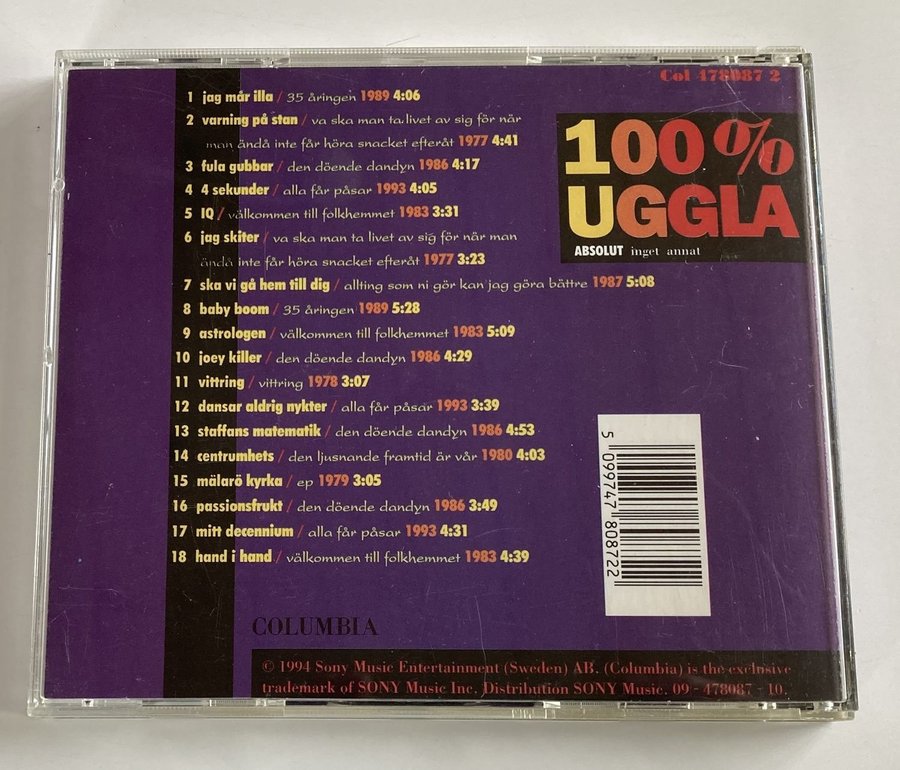 Col 478087 2
100%
UGGLA
ABSOLUT inget annat
1 jag mår illa / 35 åringen 1989 4:06
2 varning på stan / va ska man ta livet av sig för när
man ändå inte får höra snacket efteråt 1977 4:41
3 fula gubbar / den döende dandyn 1986 4:17
4 4 sekunder / alla får påsar 1993 4:05
5 IQ / välkommen till folkhemmet 1983 3:31
6 jag skiter / va ska man ta livet av sig för när man
ändå inte får höra snacket efteråt 1977 3:23
7 ska vi gå hem till dig / allting som ni gör kan jag göra bättre 1987 5:08
8 baby boom / 35 åringen 1989 5:28
9 astrologen / välkommen till folkhemmet 1983 5:09
10 joey killer / den döende dandyn 1986 4:29
11 vittring / vittring 1978 3:07
12 dansar aldrig nykter / alla får påsar 1993 3:39
13 staffans matematik / den döende dandyn 1986 4:53
14 centrumhets / den ljusnande framtid är vår 1980 4:03
15 mälarö kyrka / ep 1979 3:05
16 passionsfrukt / den döende dandyn 1986 3:49
17 mitt decennium / alla får påsar 1993 4:31
18 hand i hand / välkommen till folkhemmet 1983 4:39
5 099747 808722
COLUMBIA
© 1994 Sony Music Entertainment (Sweden) AB. (Columbia) is the exclusive
trademark of SONY Music Inc. Distribution SONY Music. 09 - 478087 - 10.